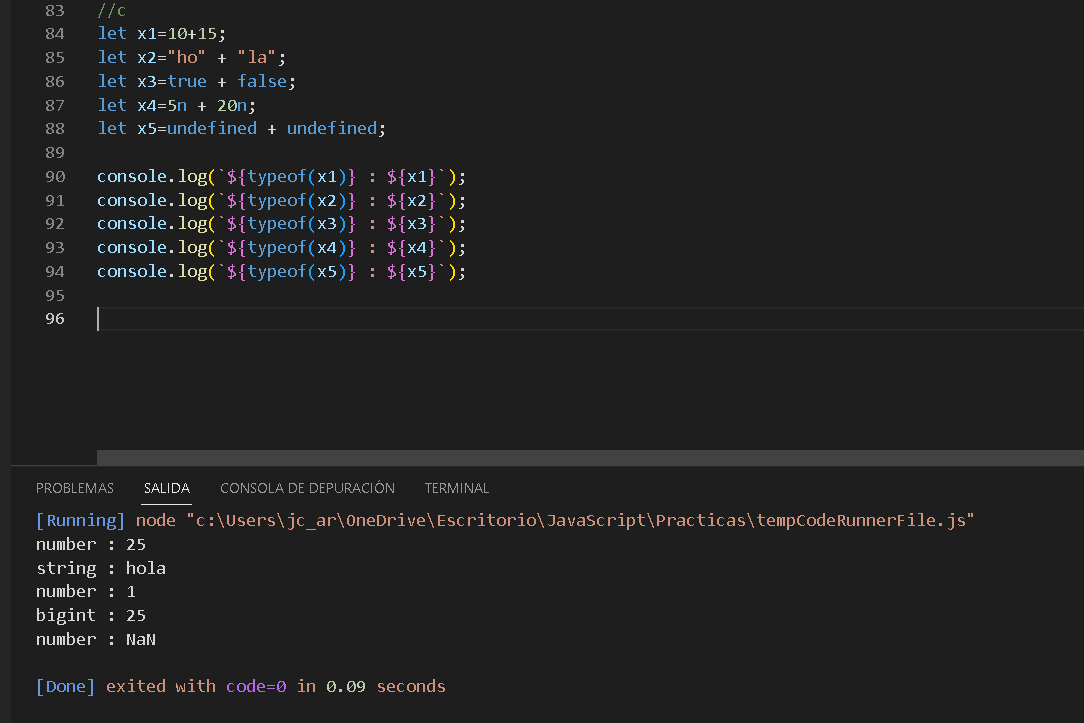 83 //c
84 let x1=10+15;
85 let x2="ho" + "la";
86 let x3=true + false;
87 let x4=5n + 20n;
88 let x5=undefined + undefined;
89
90 console.log(`${typeof(x1)} : ${x1}`);
91 console.log(`${typeof(x2)} : ${x2}`);
92 console.log(`${typeof(x3)} : ${x3}`);
93 console.log(`${typeof(x4)} : ${x4}`);
94 console.log(`${typeof(x5)} : ${x5}`);
95
96
PROBLEMAS SALIDA CONSOLA DE DEPURACIÓN TERMINAL
[Running] node "c:\Users\jc_ar\OneDrive\Escritorio\JavaScript\Practicas\tempCodeRunnerFile.js"
number : 25
string : hola
number : 1
bigint : 25
number : NaN
[Done] exited with code=0 in 0.09 seconds